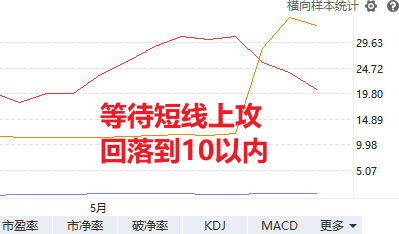 横向样本统计
29.63
24.72
19.80
14.89
9.98
5.07
等待短线上攻
回落到10以内
5月
市盈率 市净率 破净率 KDJ MACD 更多